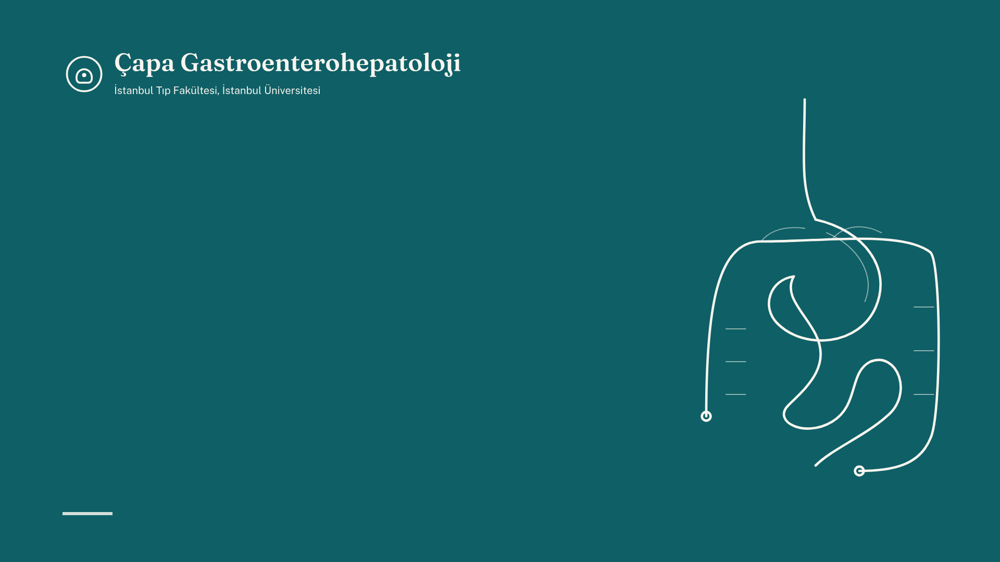 Çapa Gastroenterohepatoloji
İstanbul Tıp Fakültesi, İstanbul Üniversitesi